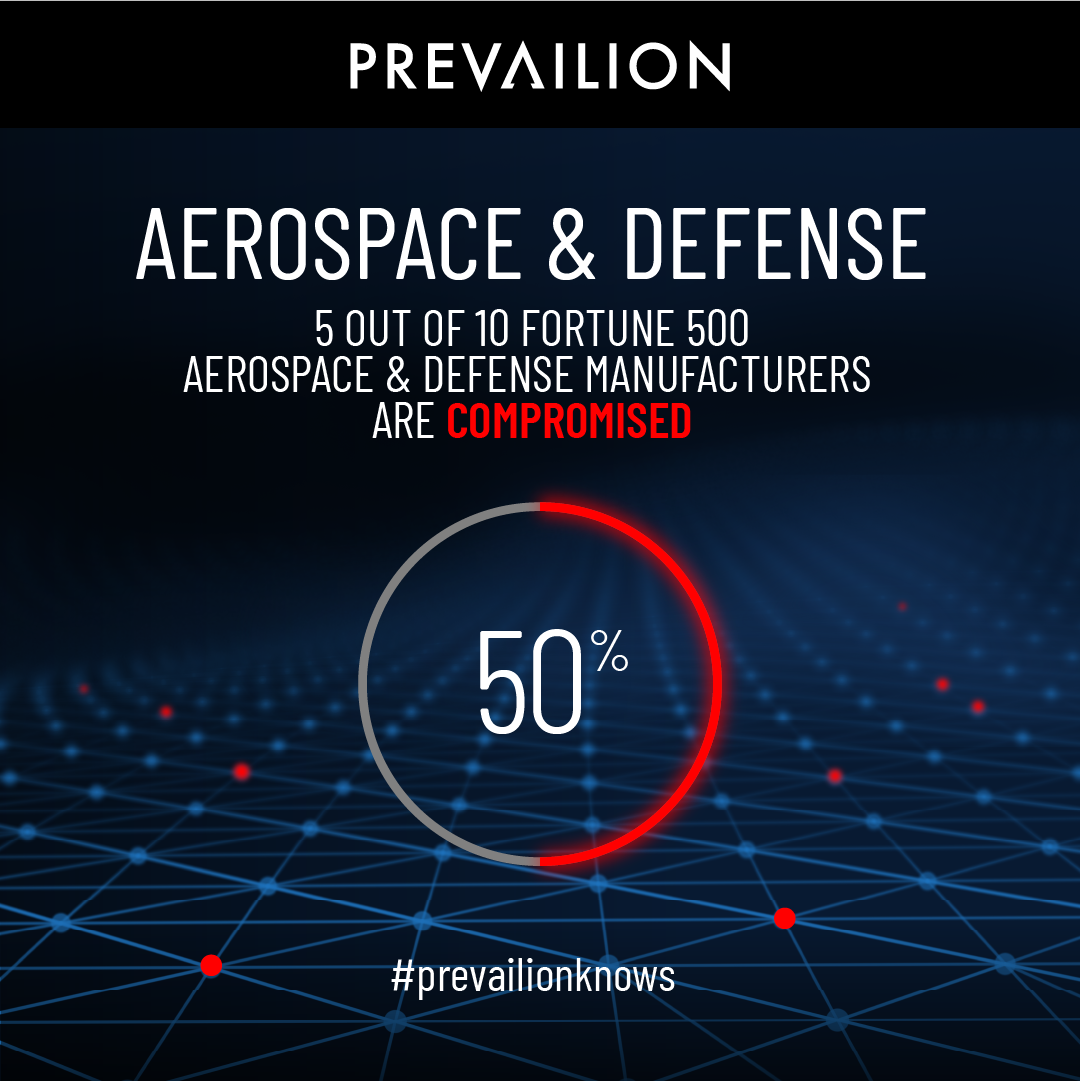 PREVAILION
AEROSPACE & DEFENSE
5 OUT OF 10 FORTUNE 500
AEROSPACE & DEFENSE MANUFACTURERS
ARE COMPROMISED
50%
#prevailionknows